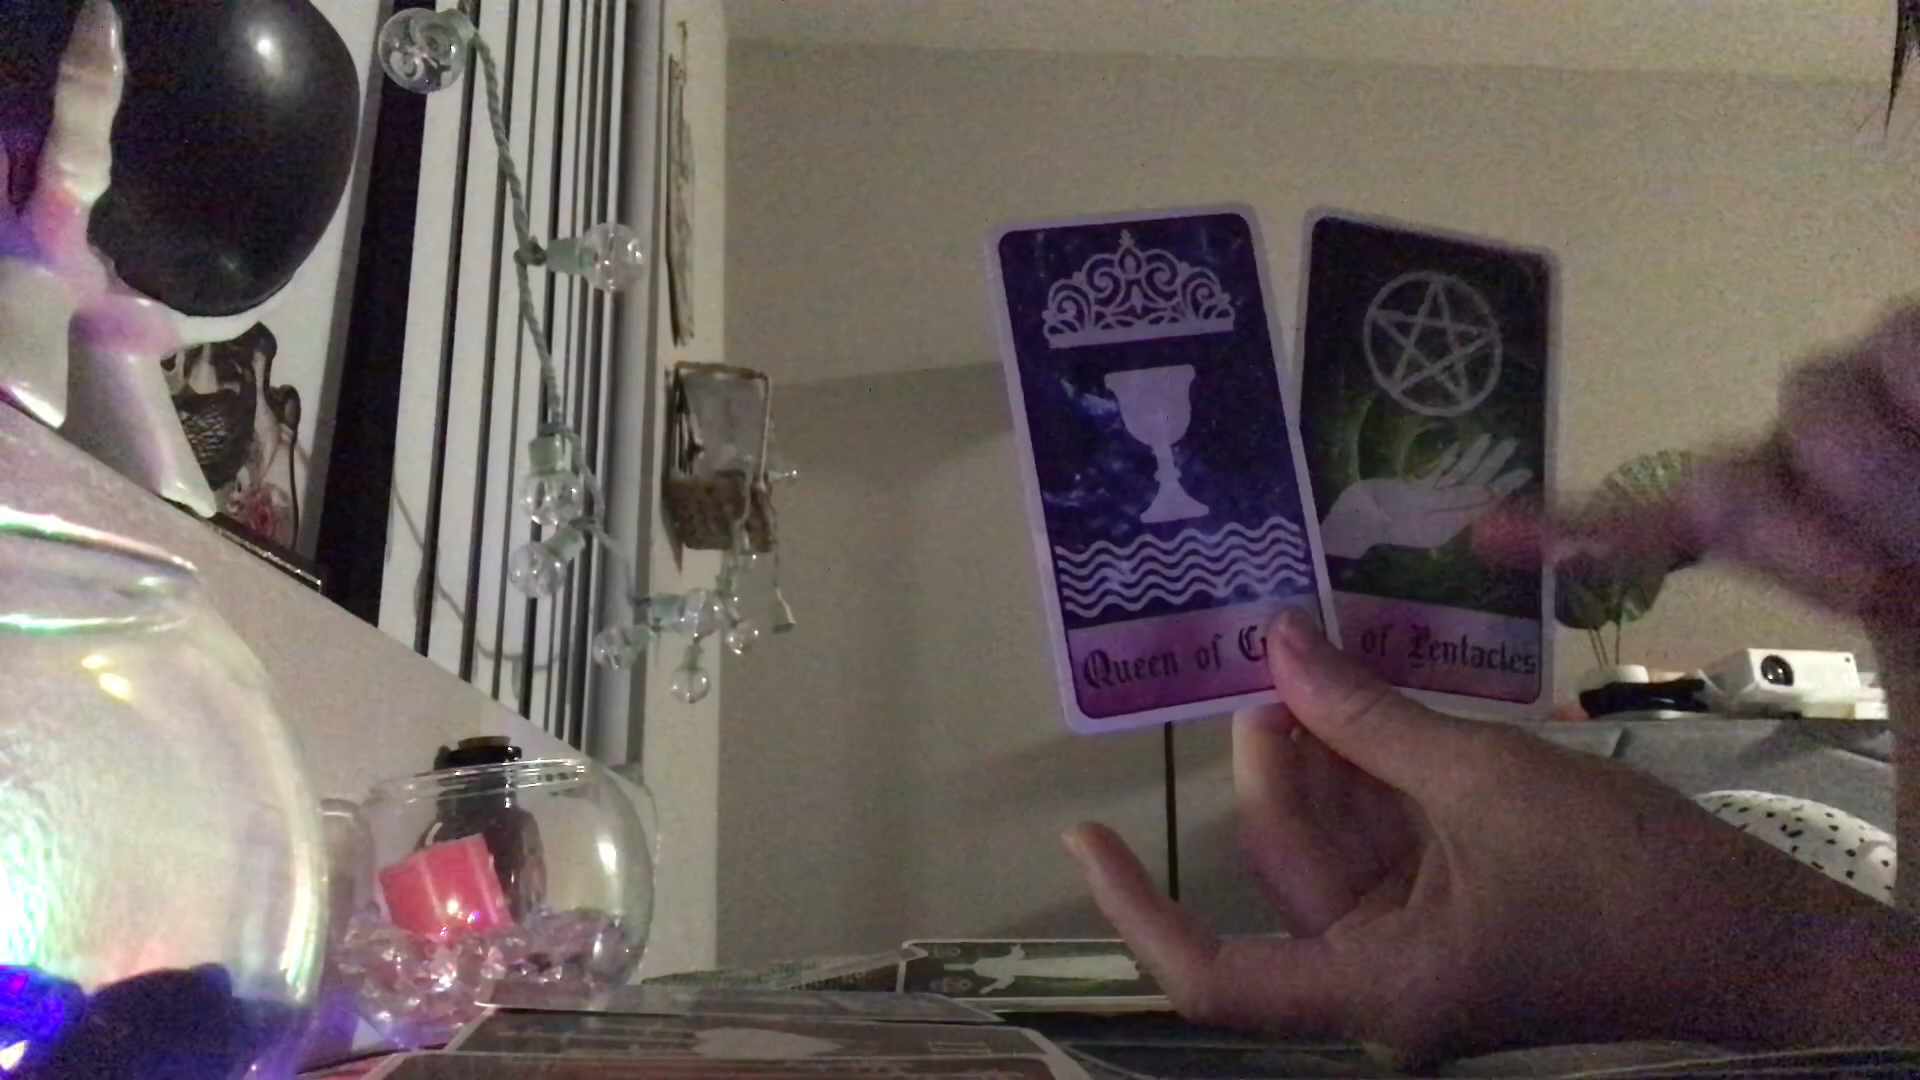 Queen of
of Pentacles